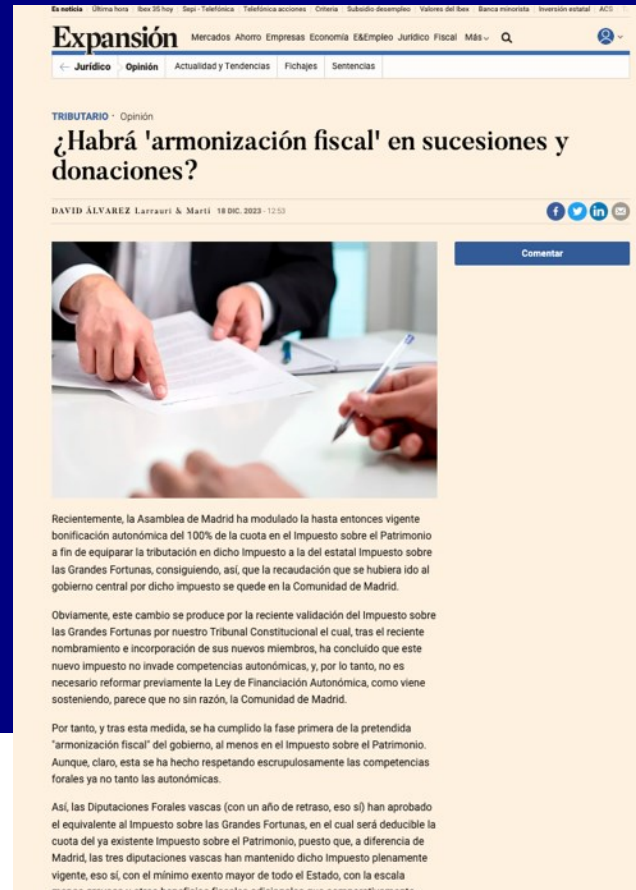 Es noticia Última hora Ibex 35 hoy Sepi - Telefónica Telefónica acciones Criteria Subsidio desempleo Valores del Ibex Banca minorista Inversión estatal ACS
Expansión Mercados Ahorro Empresas Economía E&Empleo Jurídico Fiscal Más
← Jurídico Opinión Actualidad y Tendencias Fichajes Sentencias
TRIBUTARIO · Opinión
¿Habrá 'armonización fiscal' en sucesiones y
donaciones?
DAVID ÁLVAREZ Larrauri & Martí 18 DIC. 2023 - 12:53
Comentar
Recientemente, la Asamblea de Madrid ha modulado la hasta entonces vigente
bonificación autonómica del 100% de la cuota en el Impuesto sobre el Patrimonio
a fin de equiparar la tributación en dicho Impuesto a la del estatal Impuesto sobre
las Grandes Fortunas, consiguiendo, así, que la recaudación que se hubiera ido al
gobierno central por dicho impuesto se quede en la Comunidad de Madrid.
Obviamente, este cambio se produce por la reciente validación del Impuesto sobre
las Grandes Fortunas por nuestro Tribunal Constitucional el cual, tras el reciente
nombramiento e incorporación de sus nuevos miembros, ha concluido que este
nuevo impuesto no invade competencias autonómicas, y, por lo tanto, no es
necesario reformar previamente la Ley de Financiación Autonómica, como viene
sosteniendo, parece que no sin razón, la Comunidad de Madrid.
Por tanto, y tras esta medida, se ha cumplido la fase primera de la pretendida
"armonización fiscal" del gobierno, al menos en el Impuesto sobre el Patrimonio.
Aunque, claro, esta se ha hecho respetando escrupulosamente las competencias
forales ya no tanto las autonómicas.
Así, las Diputaciones Forales vascas (con un año de retraso, eso sí) han aprobado
el equivalente al Impuesto sobre las Grandes Fortunas, en el cual será deducible la
cuota del ya existente Impuesto sobre el Patrimonio, puesto que, a diferencia de
Madrid, las tres diputaciones vascas han mantenido dicho Impuesto plenamente
vigente, eso sí, con el mínimo exento mayor de todo el Estado, con la escala